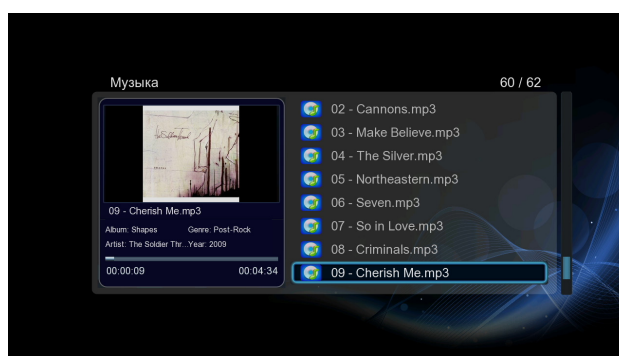 Музыка
60 / 62
02 - Cannons.mp3
03 - Make Believe.mp3
04 - The Silver.mp3
05 - Northeastern.mp3
06 - Seven.mp3
07 - So in Love.mp3
08 - Criminals.mp3
09 - Cherish Me.mp3
09 - Cherish Me.mp3
Album: Shapes Genre: Post-Rock
Artist: The Soldier Thr...Year: 2009
00:00:09 00:04:34